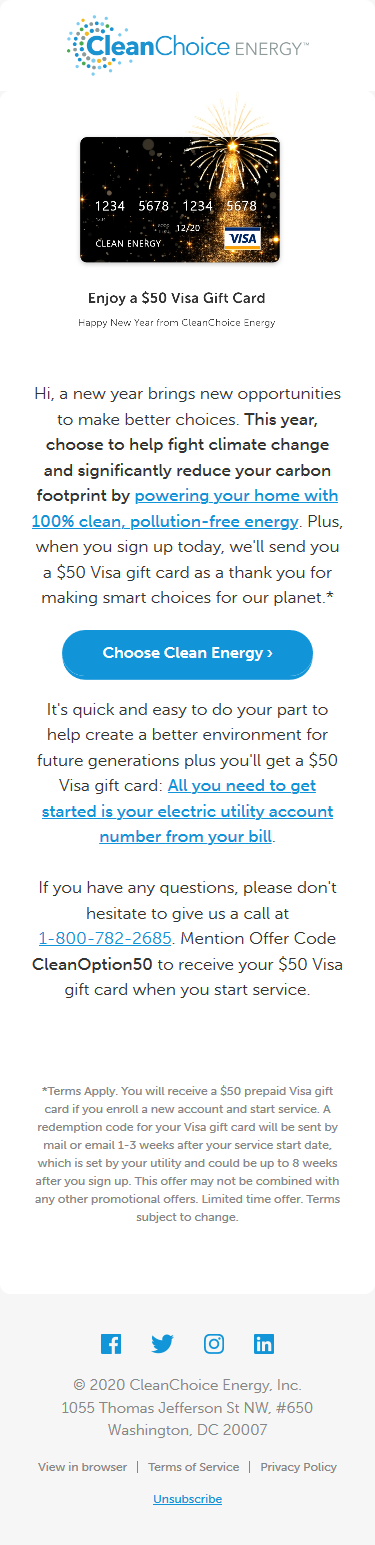 CleanChoice ENERGY™
1234 5678 1234 5678
12/20
CLEAN ENERGY
VISA
Enjoy a $50 Visa Gift Card
Happy New Year from CleanChoice Energy
Hi, a new year brings new opportunities
to make better choices. This year,
choose to help fight climate change
and significantly reduce your carbon
footprint by powering your home with
100% clean, pollution-free energy. Plus,
when you sign up today, we'll send you
a $50 Visa gift card as a thank you for
making smart choices for our planet.*
Choose Clean Energy ›
It's quick and easy to do your part to
help create a better environment for
future generations plus you'll get a $50
Visa gift card: All you need to get
started is your electric utility account
number from your bill.
If you have any questions, please don't
hesitate to give us a call at
1-800-782-2685. Mention Offer Code
CleanOption50 to receive your $50 Visa
gift card when you start service.
*Terms Apply. You will receive a $50 prepaid Visa gift
card if you enroll a new account and start service. A
redemption code for your Visa gift card will be sent by
mail or email 1-3 weeks after your service start date,
which is set by your utility and could be up to 8 weeks
after you sign up. This offer may not be combined with
any other promotional offers. Limited time offer. Terms
subject to change.
© 2020 CleanChoice Energy, Inc.
1055 Thomas Jefferson St NW, #650
Washington, DC 20007
View in browser | Terms of Service | Privacy Policy
Unsubscribe